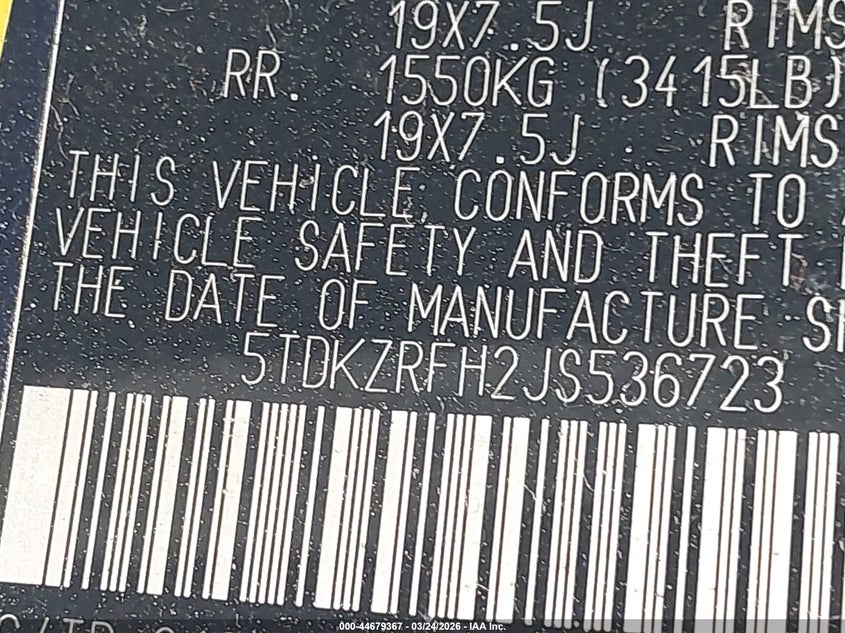 19X7.5J RIMS
RR. 1550KG (3415LB)
19X7.5J RIMS
THIS VEHICLE CONFORMS TO
VEHICLE SAFETY AND THEFT
THE DATE OF MANUFACTURE
5TDKZRFH2JS536723
000-44679367 - 03/24/2026 - IAA Inc.